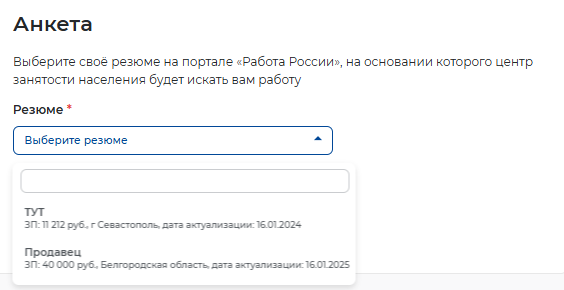 Анкета
Выберите своё резюме на портале «Работа России», на основании которого центр
занятости населения будет искать вам работу
Резюме *
Выберите резюме
ТУТ
ЗП: 11 212 руб., г Севастополь, дата актуализации: 16.01.2024
Продавец
ЗП: 40 000 руб., Белгородская область, дата актуализации: 16.01.2025